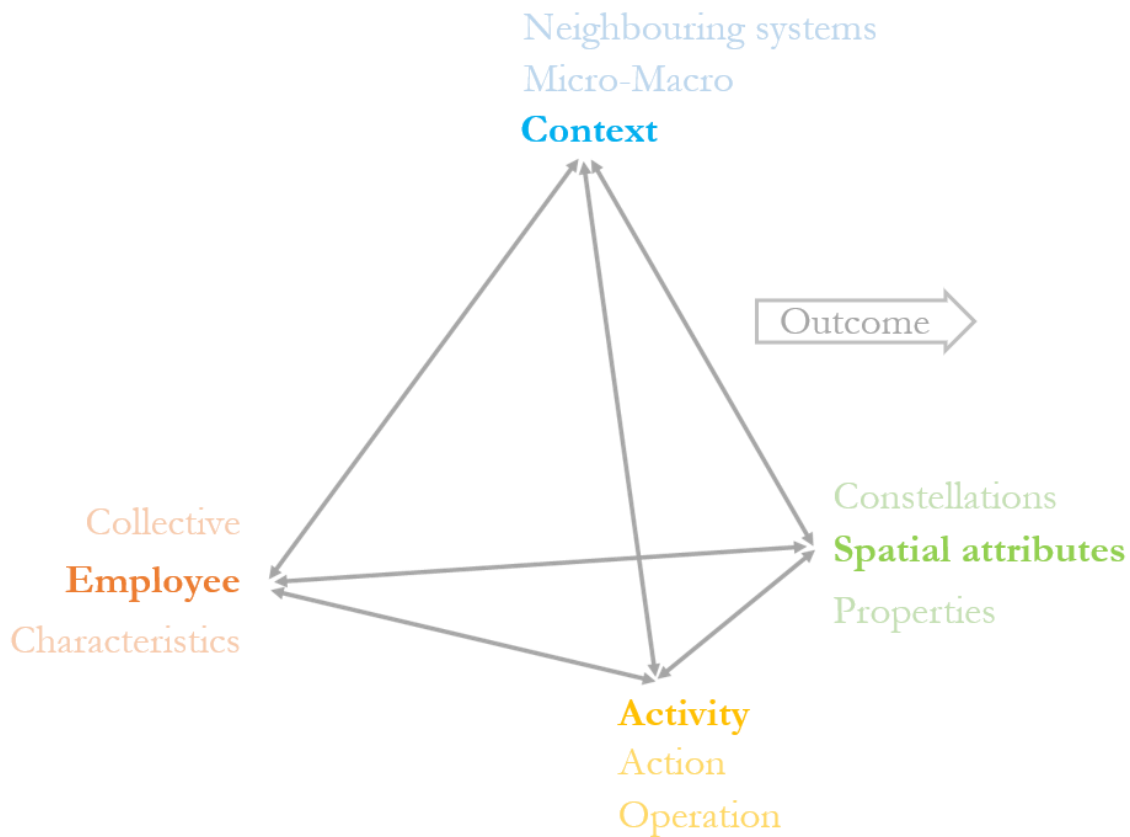 Neighbouring systems
Micro-Macro
Context
Outcome
Collective
Employee
Characteristics
Constellations
Spatial attributes
Properties
Activity
Action
Operation